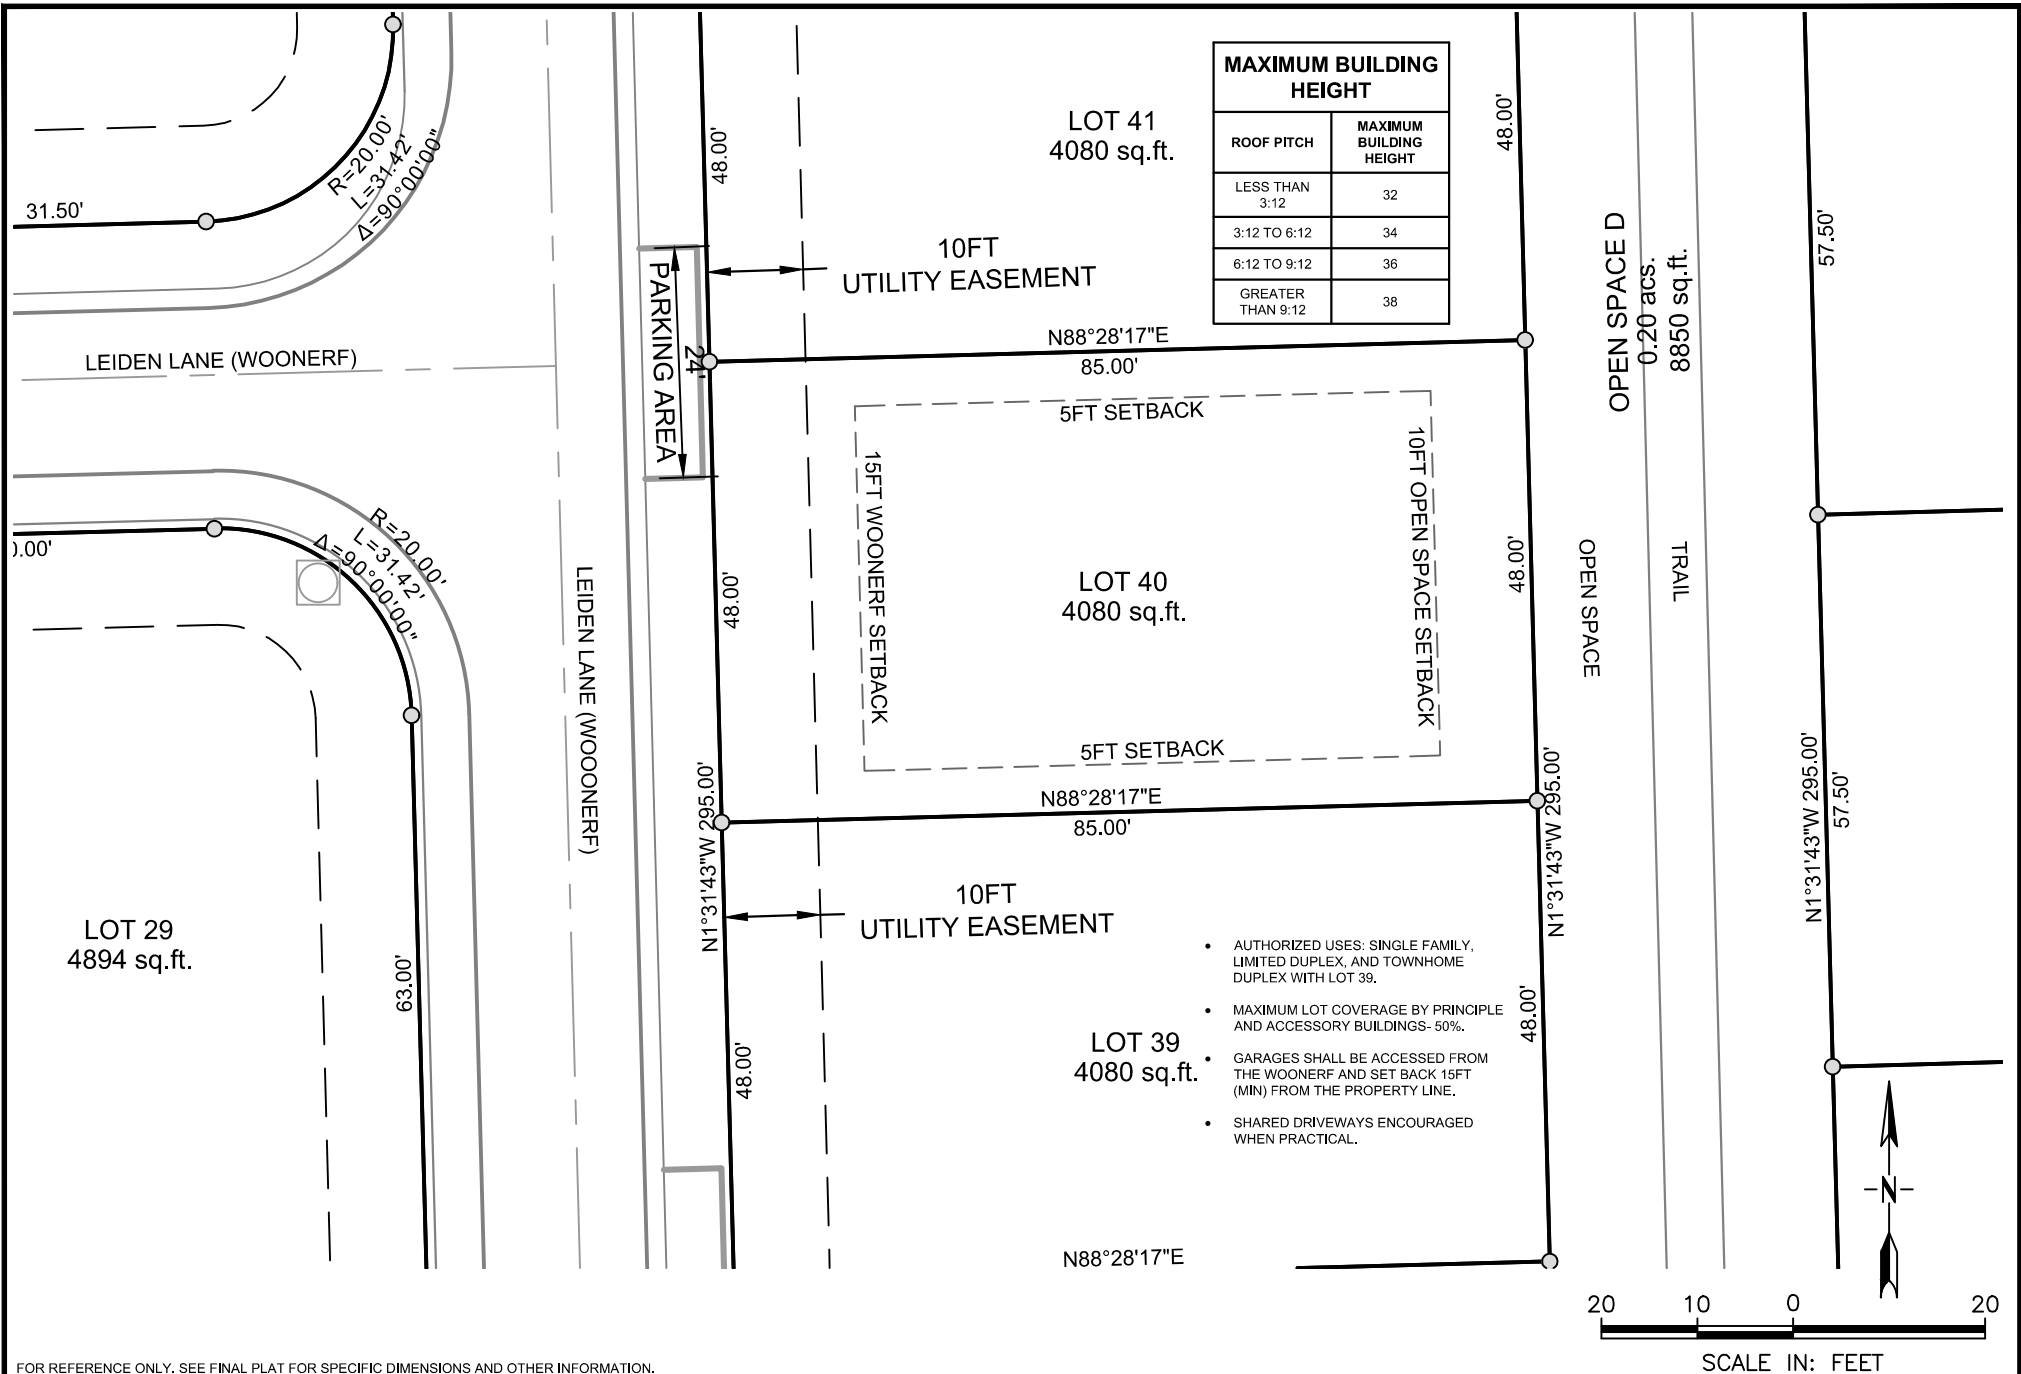 MAXIMUM BUILDING
HEIGHT
ROOF PITCH
MAXIMUM
BUILDING
HEIGHT
LESS THAN
3:12
32
3:12 TO 6:12
34
6:12 TO 9:12
36
GREATER
THAN 9:12
38
LOT 41
4080 sq.ft.
48.00'
48.00'
R=20.00'
L=31.42'
Δ=90°00'00"
31.50'
10FT
UTILITY EASEMENT
PARKING AREA
24'
LEIDEN LANE (WOONERF)
N88°28'17"E
85.00'
OPEN SPACE D
0.20 acs.
8850 sq.ft.
57.50'
5FT SETBACK
15FT WOONERF SETBACK
10FT OPEN SPACE SETBACK
LOT 40
4080 sq.ft.
48.00'
48.00'
5FT SETBACK
OPEN SPACE
TRAIL
R=20.00'
L=31.42'
Δ=90°00'00"
0.00'
LEIDEN LANE (WOOONERF)
N88°28'17"E
85.00'
N1°31'43"W 295.00'
N1°31'43"W 295.00'
N1°31'43"W 295.00'
57.50'
10FT
UTILITY EASEMENT
LOT 29
4894 sq.ft.
63.00'
48.00'
LOT 39
4080 sq.ft.
48.00'
• AUTHORIZED USES: SINGLE FAMILY,
LIMITED DUPLEX, AND TOWNHOME
DUPLEX WITH LOT 39.
• MAXIMUM LOT COVERAGE BY PRINCIPLE
AND ACCESSORY BUILDINGS- 50%.
• GARAGES SHALL BE ACCESSED FROM
THE WOONERF AND SET BACK 15FT
(MIN) FROM THE PROPERTY LINE.
• SHARED DRIVEWAYS ENCOURAGED
WHEN PRACTICAL.
N88°28'17"E
N
20 10 0 20
SCALE IN: FEET
FOR REFERENCE ONLY. SEE FINAL PLAT FOR SPECIFIC DIMENSIONS AND OTHER INFORMATION.